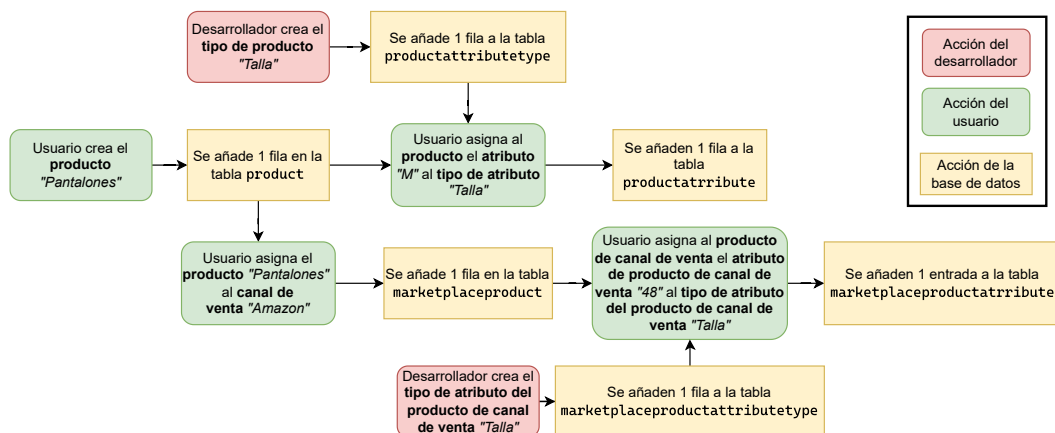 Desarrollador crea el
tipo de producto
"Talla"
Se añade 1 fila a la tabla
productattributetype
Acción del
desarrollador
Acción del
usuario
Acción de la
base de datos
Usuario crea el
producto
"Pantalones"
Se añade 1 fila en la
tabla product
Usuario asigna al
producto el atributo
"M" al tipo de atributo
"Talla"
Se añaden 1 fila a la
tabla
productatrribute
Usuario asigna el
producto "Pantalones"
al canal de
venta "Amazon"
Se añade 1 fila en la tabla
marketplaceproduct
Usuario asigna al producto
de canal de venta el atributo
de producto de canal de
venta "48" al tipo de atributo
del producto de canal de
venta "Talla"
Se añaden 1 entrada a la tabla
marketplaceproductatrribute
Desarrollador crea el
tipo de atributo del
producto de canal
de venta "Talla"
Se añaden 1 fila a la tabla
marketplaceproductattributetype